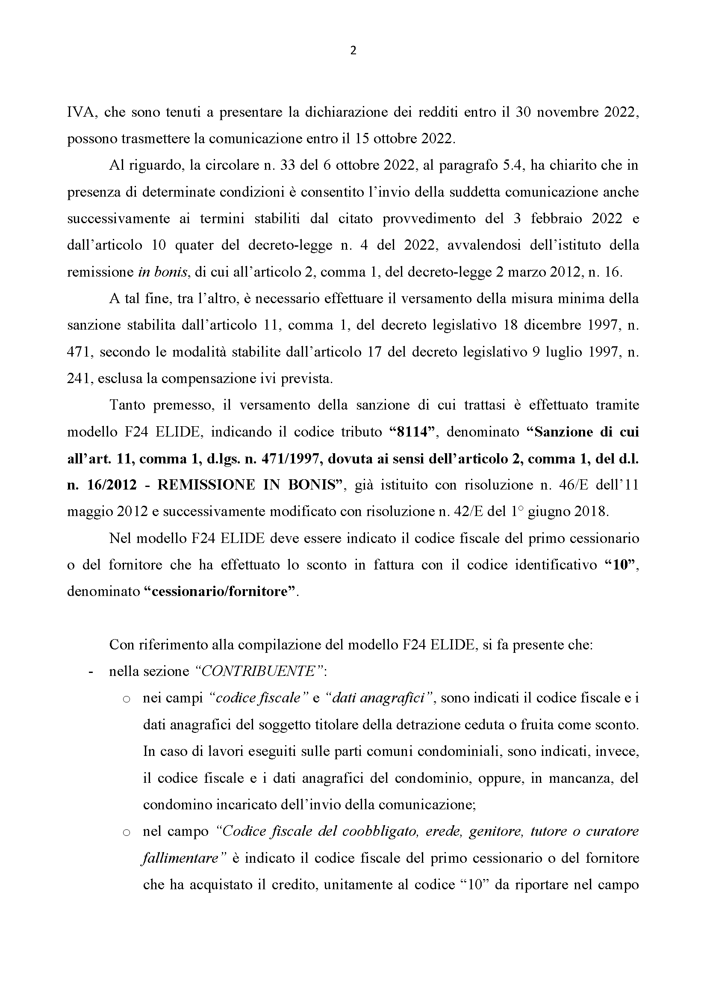 2
IVA, che sono tenuti a presentare la dichiarazione dei redditi entro il 30 novembre 2022,
possono trasmettere la comunicazione entro il 15 ottobre 2022.
Al riguardo, la circolare n. 33 del 6 ottobre 2022, al paragrafo 5.4, ha chiarito che in
presenza di determinate condizioni è consentito l’invio della suddetta comunicazione anche
successivamente ai termini stabiliti dal citato provvedimento del 3 febbraio 2022 e
dall’articolo 10 quater del decreto-legge n. 4 del 2022, avvalendosi dell’istituto della
remissione in bonis, di cui all’articolo 2, comma 1, del decreto-legge 2 marzo 2012, n. 16.
A tal fine, tra l’altro, è necessario effettuare il versamento della misura minima della
sanzione stabilita dall’articolo 11, comma 1, del decreto legislativo 18 dicembre 1997, n.
471, secondo le modalità stabilite dall’articolo 17 del decreto legislativo 9 luglio 1997, n.
241, esclusa la compensazione ivi prevista.
Tanto premesso, il versamento della sanzione di cui trattasi è effettuato tramite
modello F24 ELIDE, indicando il codice tributo “8114”, denominato “Sanzione di cui
all’art. 11, comma 1, d.lgs. n. 471/1997, dovuta ai sensi dell’articolo 2, comma 1, del d.l.
n. 16/2012 - REMISSIONE IN BONIS”, già istituito con risoluzione n. 46/E dell’11
maggio 2012 e successivamente modificato con risoluzione n. 42/E del 1° giugno 2018.
Nel modello F24 ELIDE deve essere indicato il codice fiscale del primo cessionario
o del fornitore che ha effettuato lo sconto in fattura con il codice identificativo “10”,
denominato “cessionario/fornitore”.
Con riferimento alla compilazione del modello F24 ELIDE, si fa presente che:
- nella sezione “CONTRIBUENTE”:
o nei campi “codice fiscale” e “dati anagrafici”, sono indicati il codice fiscale e i
dati anagrafici del soggetto titolare della detrazione ceduta o fruita come sconto.
In caso di lavori eseguiti sulle parti comuni condominiali, sono indicati, invece,
il codice fiscale e i dati anagrafici del condominio, oppure, in mancanza, del
condomino incaricato dell’invio della comunicazione;
o nel campo “Codice fiscale del coobbligato, erede, genitore, tutore o curatore
fallimentare” è indicato il codice fiscale del primo cessionario o del fornitore
che ha acquistato il credito, unitamente al codice “10” da riportare nel campo